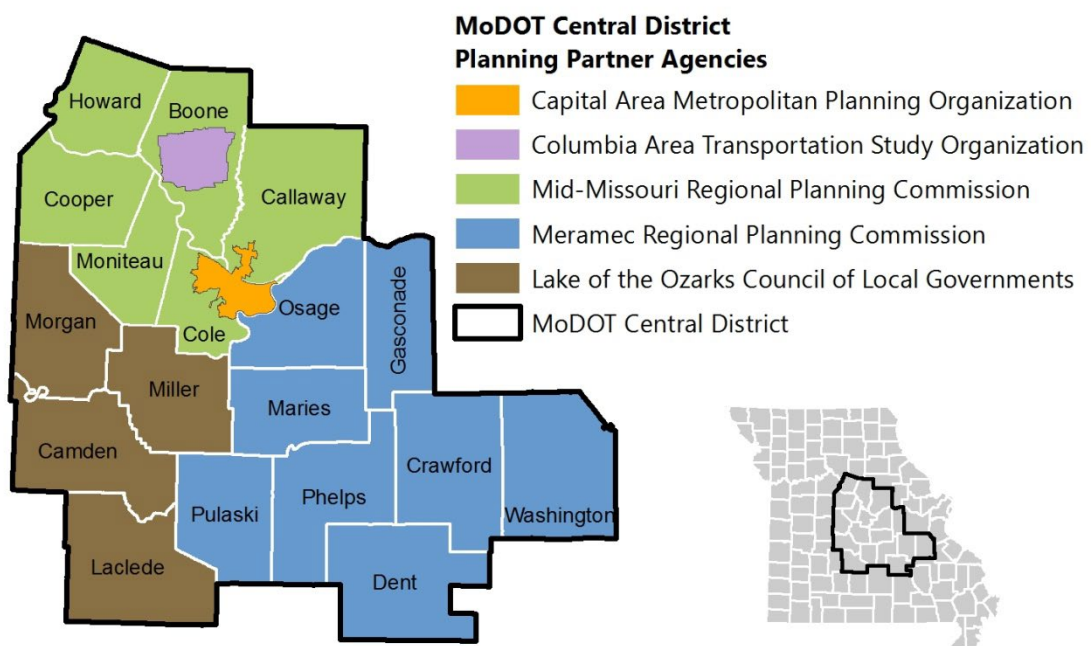 MoDOT Central District
Planning Partner Agencies
Capital Area Metropolitan Planning Organization
Columbia Area Transportation Study Organization
Mid-Missouri Regional Planning Commission
Meramec Regional Planning Commission
Lake of the Ozarks Council of Local Governments
MoDOT Central District
Howard
Boone
Cooper
Callaway
Moniteau
Osage
Gasconade
Morgan
Cole
Miller
Maries
Camden
Crawford
Phelps
Pulaski
Washington
Laclede
Dent